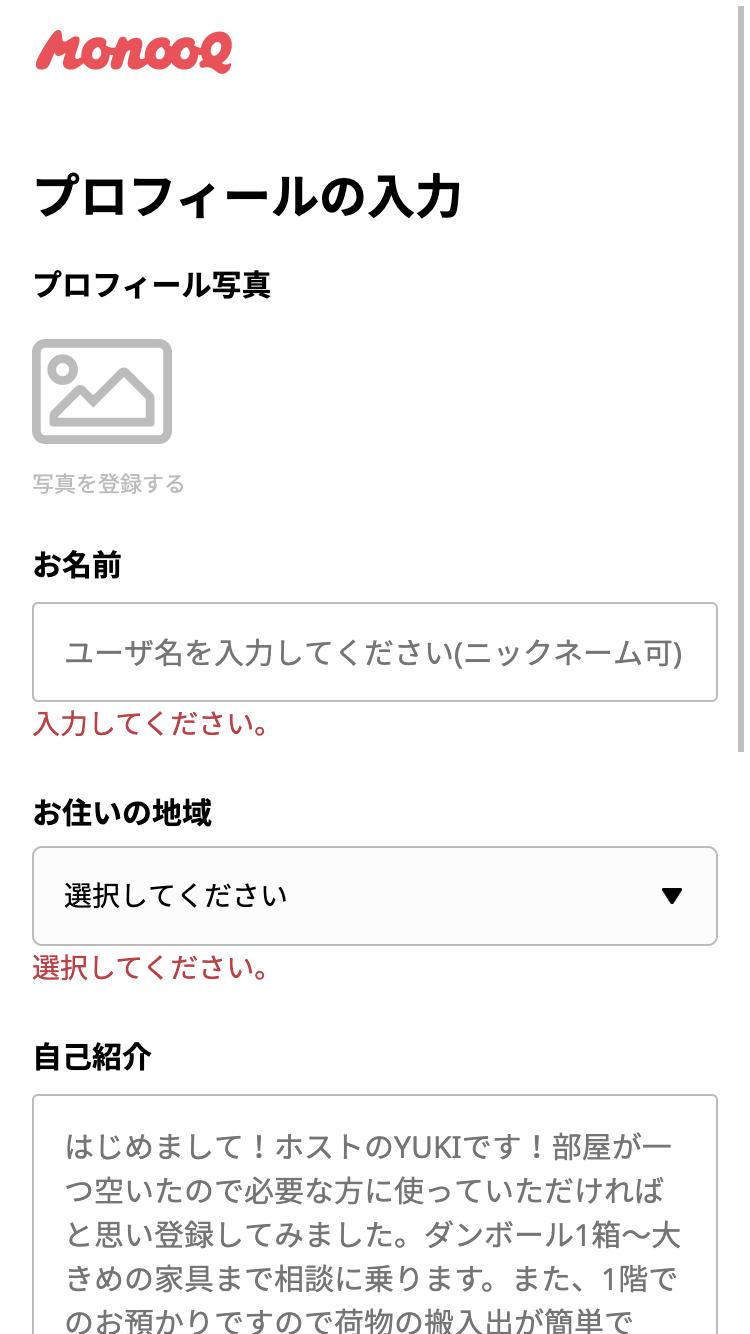 MonooQ
プロフィールの入力
プロフィール写真
写真を登録する
お名前
ユーザ名を入力してください(ニックネーム可)
入力してください。
お住いの地域
選択してください
選択してください。
自己紹介
はじめまして！ホストのYUKIです！部屋が一
つ空いたので必要な方に使っていただければ
と思い登録してみました。ダンボール1箱〜大
きめの家具まで相談に乗ります。また、1階で
のお預かりですので荷物の搬入出が簡単で